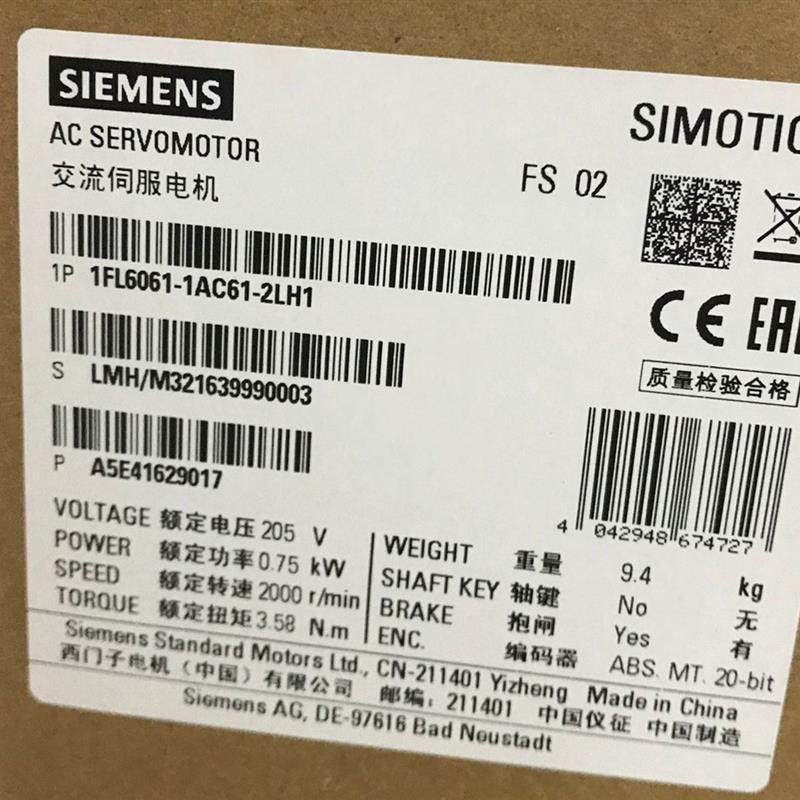 SIEMENS
SIMOTIC
AC SERVOMOTOR
交流伺服电机
FS 02
1P 1FL6061-1AC61-2LH1
CE EAC
S LMH/M321639990003
质量检验合格
P A5E41629017
4 042948 674727
VOLTAGE 额定电压 205 V
POWER 额定功率 0.75 kW
SPEED 额定转速 2000 r/min
TORQUE 额定扭矩 3.58 N.m
WEIGHT 重量 9.4 kg
SHAFT KEY 轴键 No 无
BRAKE 抱闸 Yes 有
ENC. 编码器 ABS. MT. 20-bit
Siemens Standard Motors Ltd., CN-211401 Yizheng Made in China
西门子电机（中国）有限公司 邮编：211401 中国仪征 中国制造
Siemens AG, DE-97616 Bad Neustadt